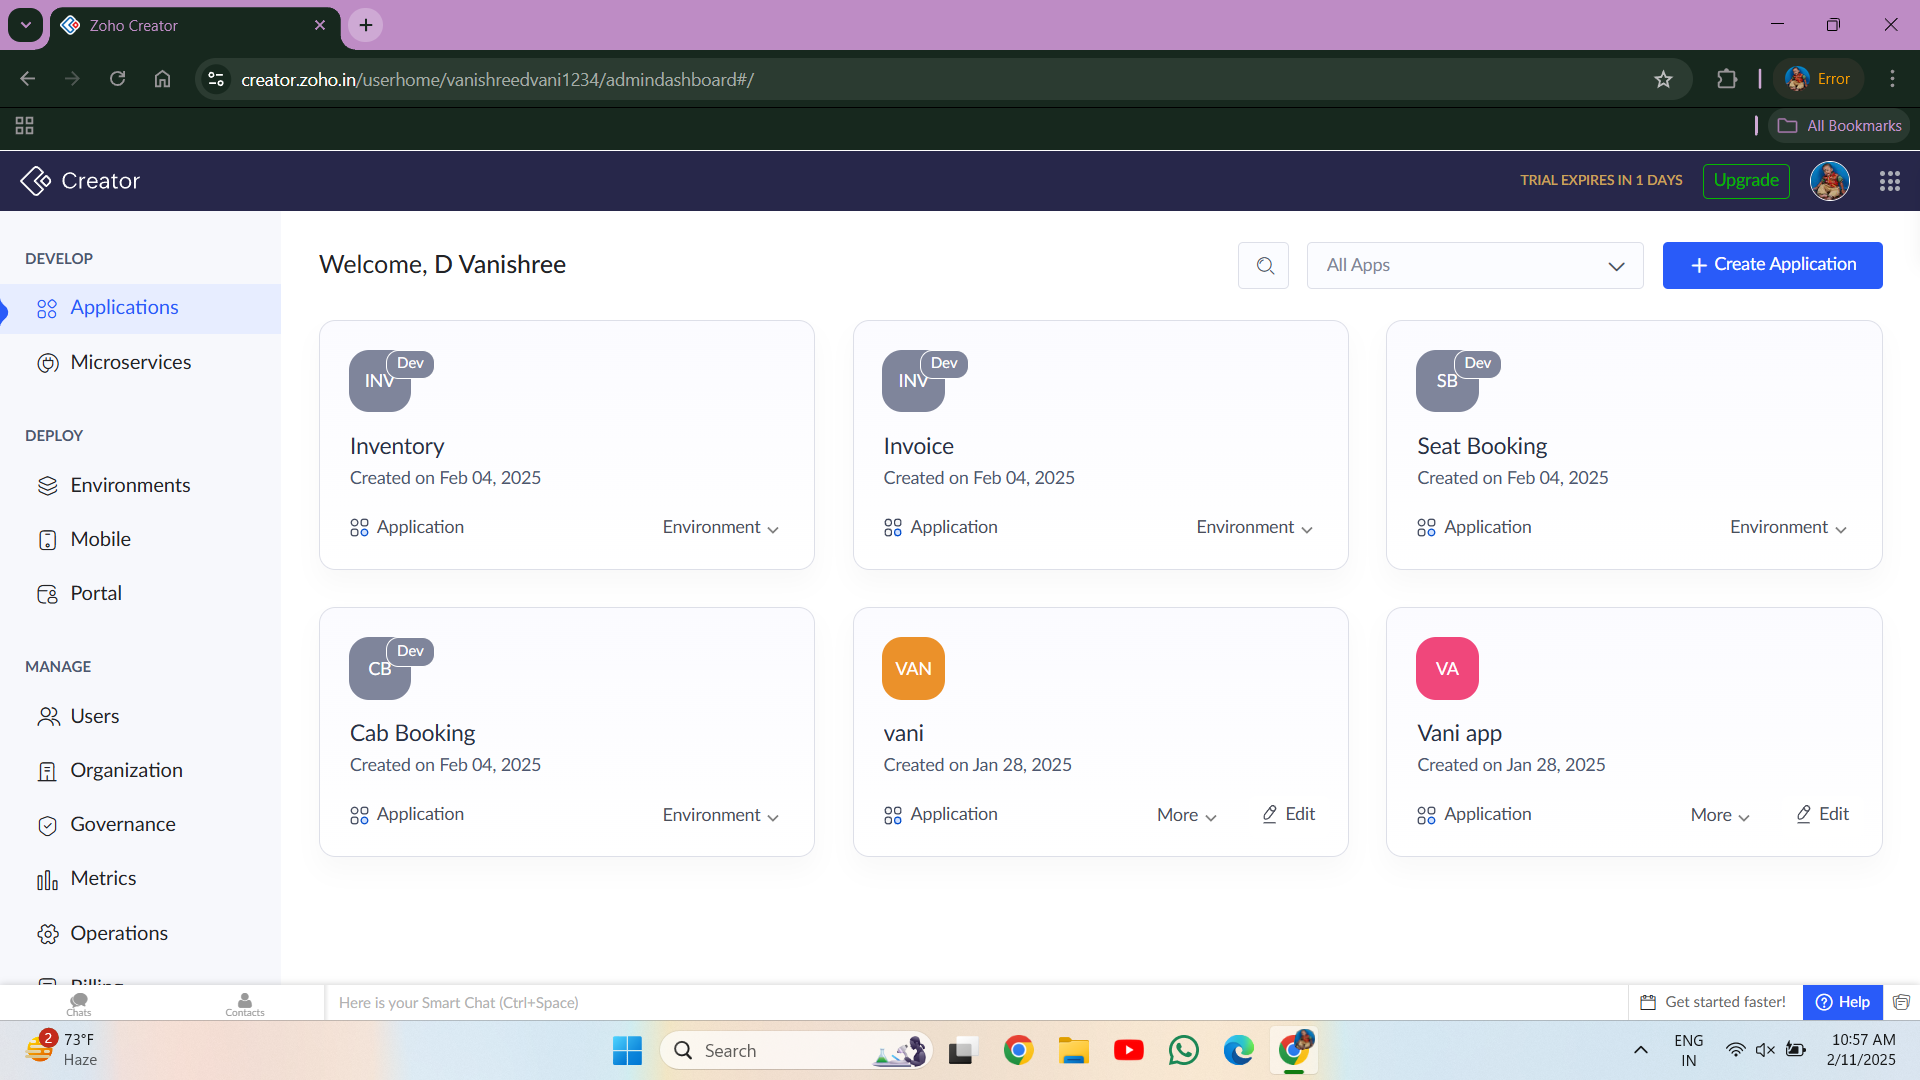 Zoho Creator
creator.zoho.in/userhome/vanishreedvani1234/admindashboard#/
Error
All Bookmarks
Creator
TRIAL EXPIRES IN 1 DAYS
Upgrade
DEVELOP
Applications
Microservices
DEPLOY
Environments
Mobile
Portal
MANAGE
Users
Organization
Governance
Metrics
Operations
Billing
Welcome, D Vanishree
All Apps
+ Create Application
INV
Dev
Inventory
Created on Feb 04, 2025
Application
Environment
INV
Dev
Invoice
Created on Feb 04, 2025
Application
Environment
SB
Dev
Seat Booking
Created on Feb 04, 2025
Application
Environment
CB
Dev
Cab Booking
Created on Feb 04, 2025
Application
Environment
VAN
vani
Created on Jan 28, 2025
Application
More
Edit
VA
Vani app
Created on Jan 28, 2025
Application
More
Edit
Chats
Contacts
Here is your Smart Chat (Ctrl+Space)
Get started faster!
Help
2
73°F
Haze
Search
ENG
IN
10:57 AM
2/11/2025